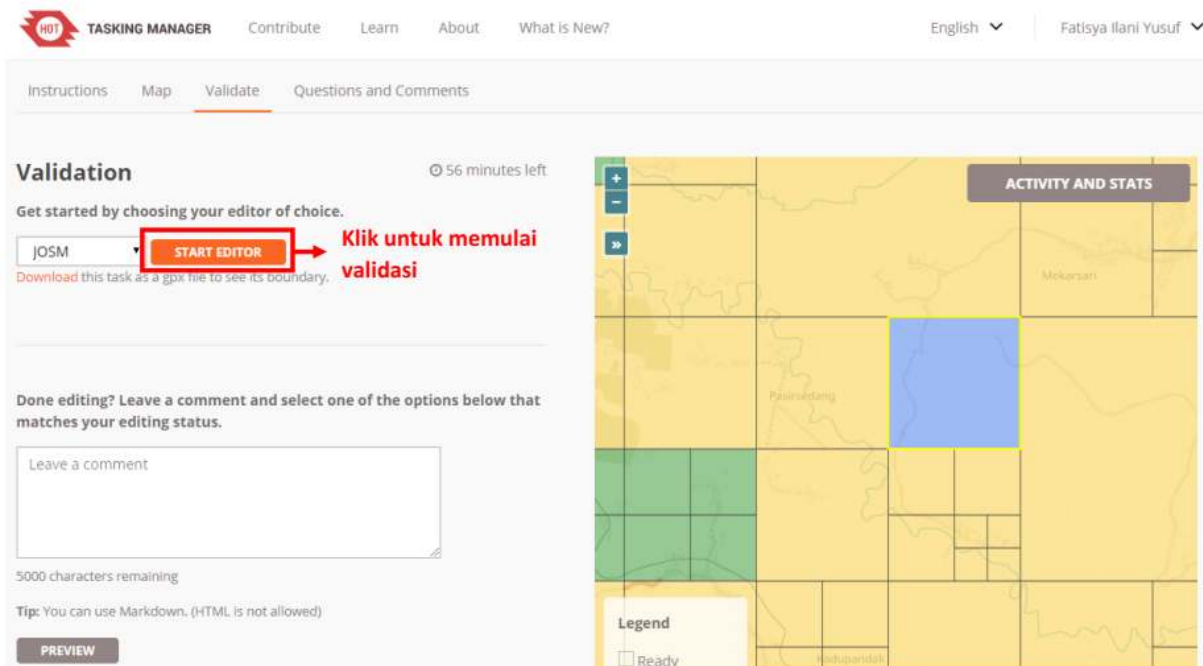 HOT TASKING MANAGER Contribute Learn About What is New? English Fatisya Ilani Yusuf
Instructions Map Validate Questions and Comments
Validation 56 minutes left
Get started by choosing your editor of choice.
JOSM START EDITOR
Klik untuk memulai
validasi
Download this task as a gpx file to see its boundary.
Done editing? Leave a comment and select one of the options below that
matches your editing status.
Leave a comment
5000 characters remaining
Tip: You can use Markdown. (HTML is not allowed)
PREVIEW
+
-
»
ACTIVITY AND STATS
Mekarsari
Pasirsedang
Kadupandak
Legend
Ready